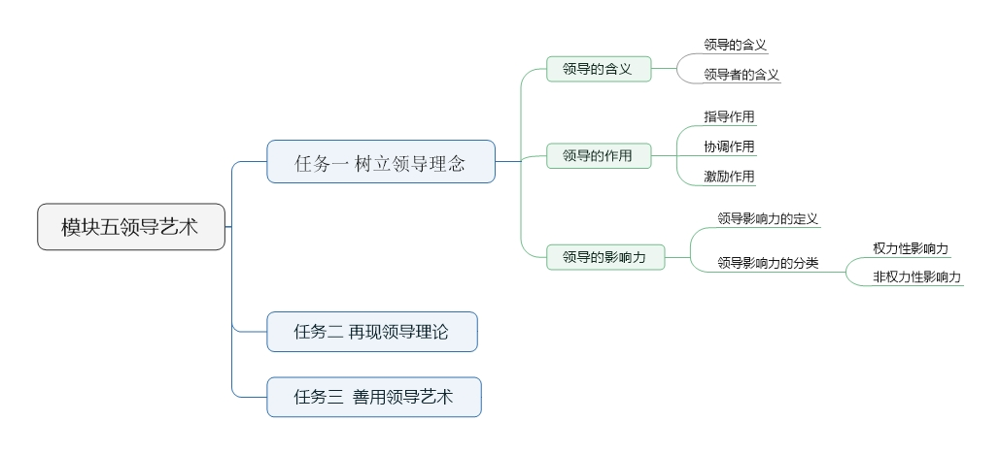 模块五领导艺术
任务一 树立领导理念
领导的含义
领导的含义
领导者的含义
领导的作用
指导作用
协调作用
激励作用
领导的影响力
领导影响力的定义
领导影响力的分类
权力性影响力
非权力性影响力
任务二 再现领导理论
任务三 善用领导艺术